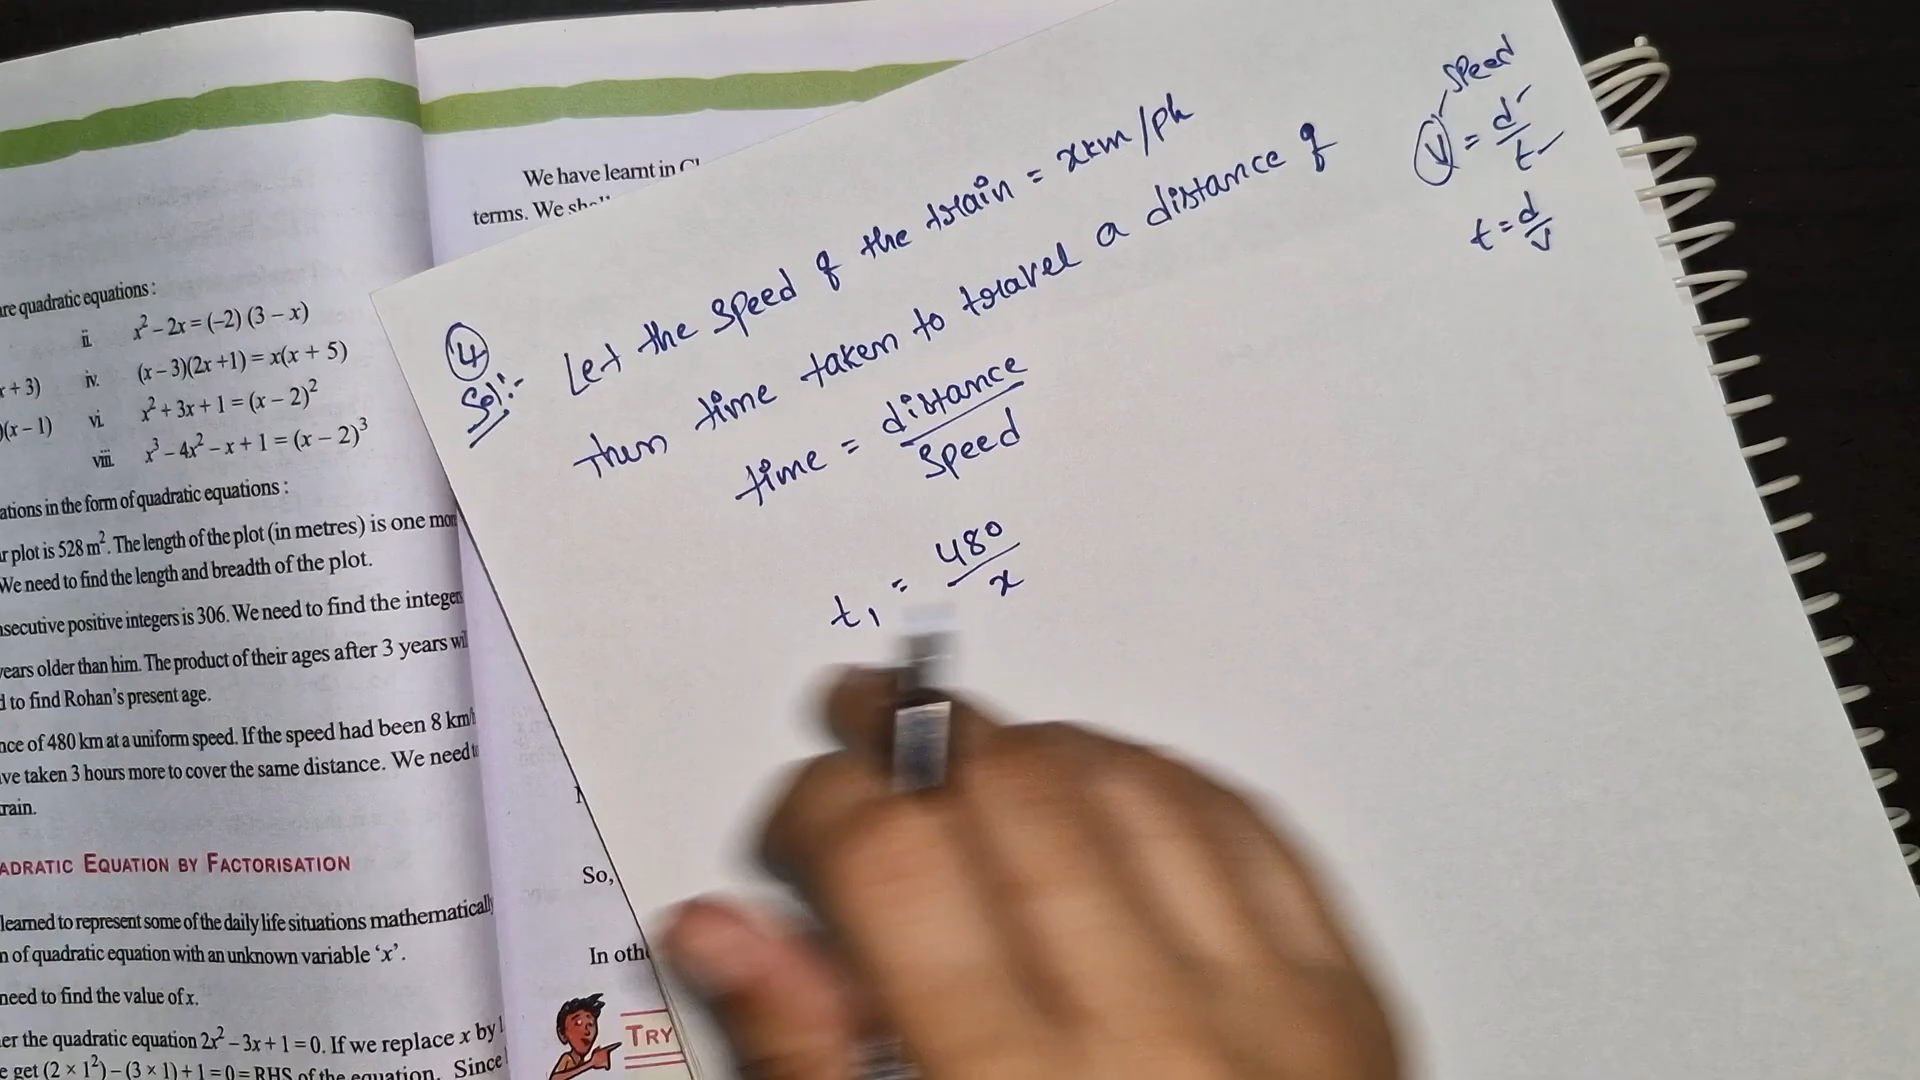 are quadratic equations :
ii. x² – 2x = (–2) (3 – x)
x + 3) iv. (x – 3)(2x +1) = x(x + 5)
)(x – 1) vi. x² + 3x + 1 = (x – 2)²
viii. x³ – 4x² – x + 1 = (x – 2)³
ations in the form of quadratic equations :
r plot is 528 m². The length of the plot (in metres) is one mor
We need to find the length and breadth of the plot.
nsecutive positive integers is 306. We need to find the integers
years older than him. The product of their ages after 3 years wil
d to find Rohan's present age.
nce of 480 km at a uniform speed. If the speed had been 8 km/h
ve taken 3 hours more to cover the same distance. We need to
rain.
ADRATIC EQUATION BY FACTORISATION
learned to represent some of the daily life situations mathematically
n of quadratic equation with an unknown variable ‘x’.
need to find the value of x.
er the quadratic equation 2x² – 3x + 1 = 0. If we replace x by 1
e get (2 × 1²) – (3 × 1) + 1 = 0 = RHS of the equation. Since
We have learnt in Cl
terms. We sh
So,
In oth
TRY
④
Sol:- Let the speed of the train = x km/ph
then time taken to travel a distance of
time = distance/speed
t₁ = 480/x
speed
v = d/t
t = d/v